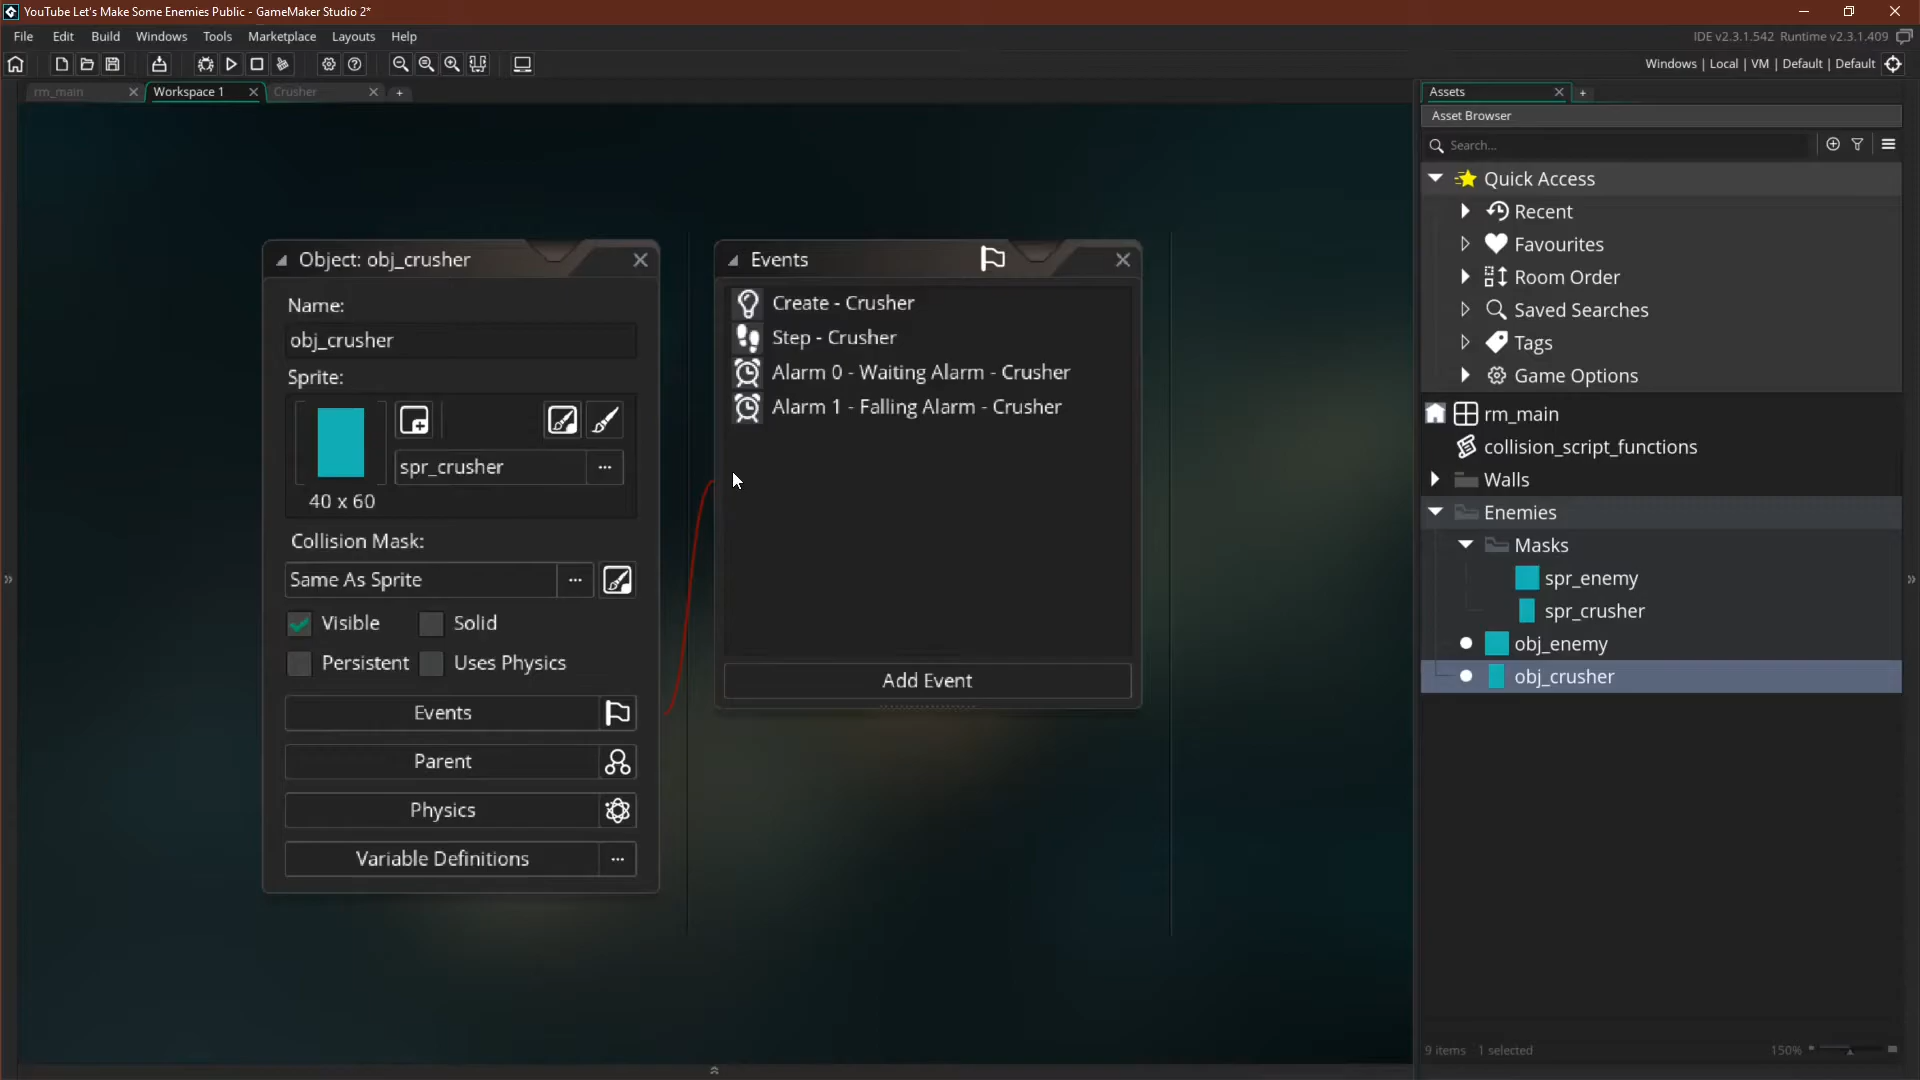 YouTube Let's Make Some Enemies Public - GameMaker Studio 2*
File Edit Build Windows Tools Marketplace Layouts Help
IDE v2.3.1.542 Runtime v2.3.1.409
Windows | Local | VM | Default | Default
rm_main
Workspace 1
Crusher
Object: obj_crusher
Name:
obj_crusher
Sprite:
spr_crusher
40 x 60
Collision Mask:
Same As Sprite
Visible
Solid
Persistent
Uses Physics
Events
Parent
Physics
Variable Definitions
Events
Create - Crusher
Step - Crusher
Alarm 0 - Waiting Alarm - Crusher
Alarm 1 - Falling Alarm - Crusher
Add Event
Assets
Asset Browser
Search...
Quick Access
Recent
Favourites
Room Order
Saved Searches
Tags
Game Options
rm_main
collision_script_functions
Walls
Enemies
Masks
spr_enemy
spr_crusher
obj_enemy
obj_crusher
9 items 1 selected
150%